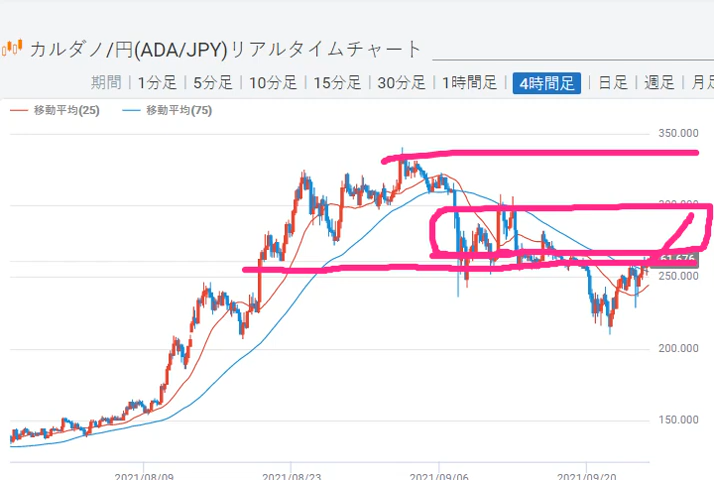 カルダノ/円(ADA/JPY)リアルタイムチャート
期間 | 1分足 | 5分足 | 10分足 | 15分足 | 30分足 | 1時間足 | 4時間足 | 日足 | 週足 | 月足
移動平均(25) 移動平均(75)
350.000
250.000
200.000
150.000
2021/08/09 2021/08/23 2021/09/06 2021/09/20